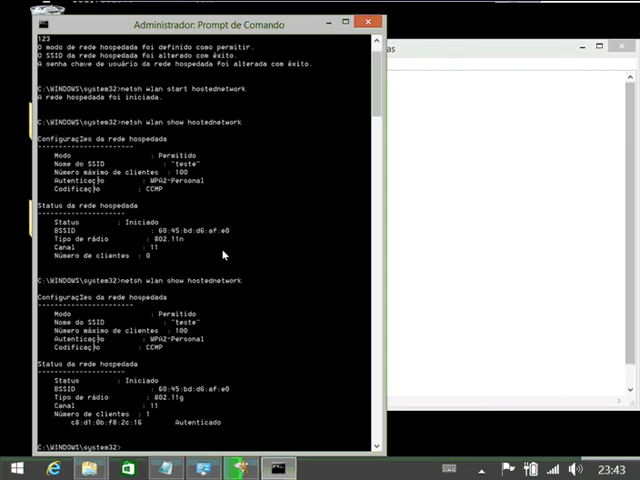 Administrador: Prompt de Comando
as
123
O modo de rede hospedada foi definido como permitir.
O SSID da rede hospedada foi alterado com êxito.
A senha chave de usuário da rede hospedada foi alterada com êxito.
C:\WINDOWS\system32>netsh wlan start hostednetwork
A rede hospedada foi iniciada.
C:\WINDOWS\system32>netsh wlan show hostednetwork
Configurações da rede hospedada
-----------------------
Modo : Permitido
Nome do SSID : "teste"
Número máximo de clientes : 100
Autenticação : WPA2-Personal
Codificação : CCMP
Status da rede hospedada
---------------------
Status : Iniciado
BSSID : 60:45:bd:d6:af:e0
Tipo de rádio : 802.11n
Canal : 11
Número de clientes : 0
C:\WINDOWS\system32>netsh wlan show hostednetwork
Configurações da rede hospedada
-----------------------
Modo : Permitido
Nome do SSID : "teste"
Número máximo de clientes : 100
Autenticação : WPA2-Personal
Codificação : CCMP
Status da rede hospedada
---------------------
Status : Iniciado
BSSID : 60:45:bd:d6:af:e0
Tipo de rádio : 802.11g
Canal : 11
Número de clientes : 1
c8:d1:0b:f8:2c:16 Autenticado
C:\WINDOWS\system32>
23:43